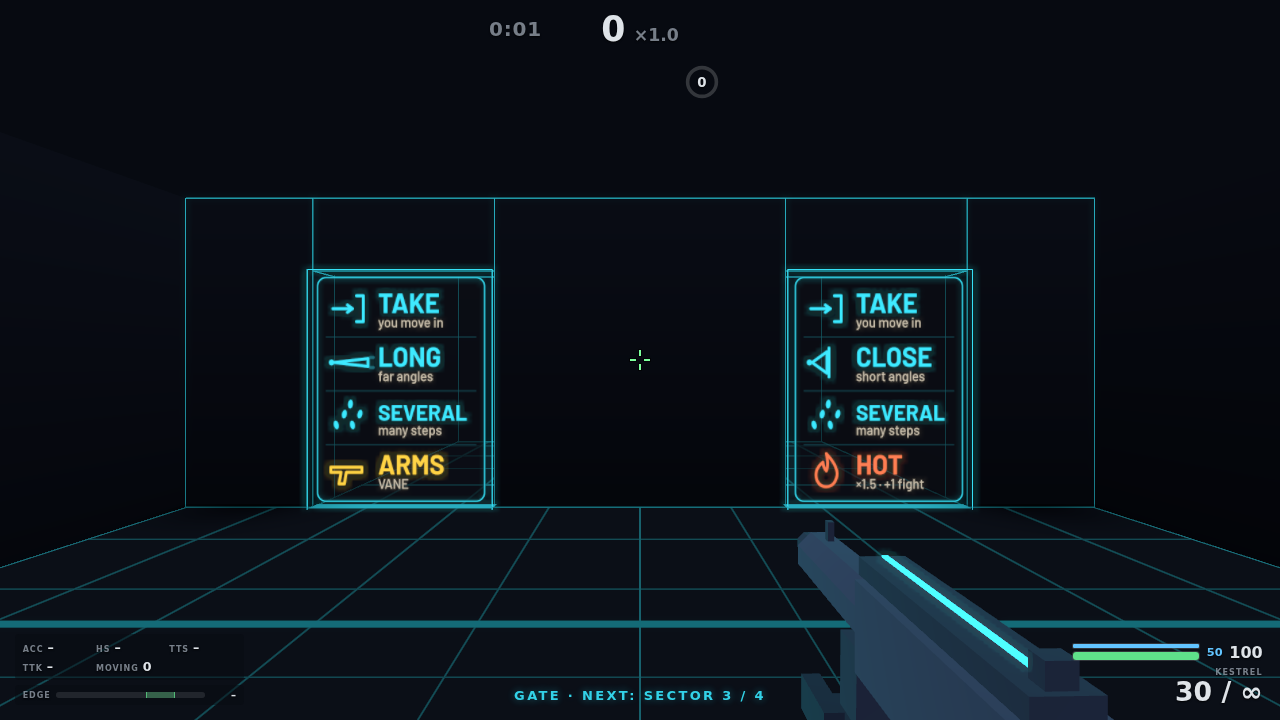 0:01 0 ×1.0
0
TAKE
you move in
LONG
far angles
SEVERAL
many steps
ARMS
VANE
TAKE
you move in
CLOSE
short angles
SEVERAL
many steps
HOT
×1.5 · +1 fight
ACC – HS – TTS –
TTK – MOVING 0
EDGE -
GATE · NEXT: SECTOR 3 / 4
50 100
KESTREL
30 / ∞